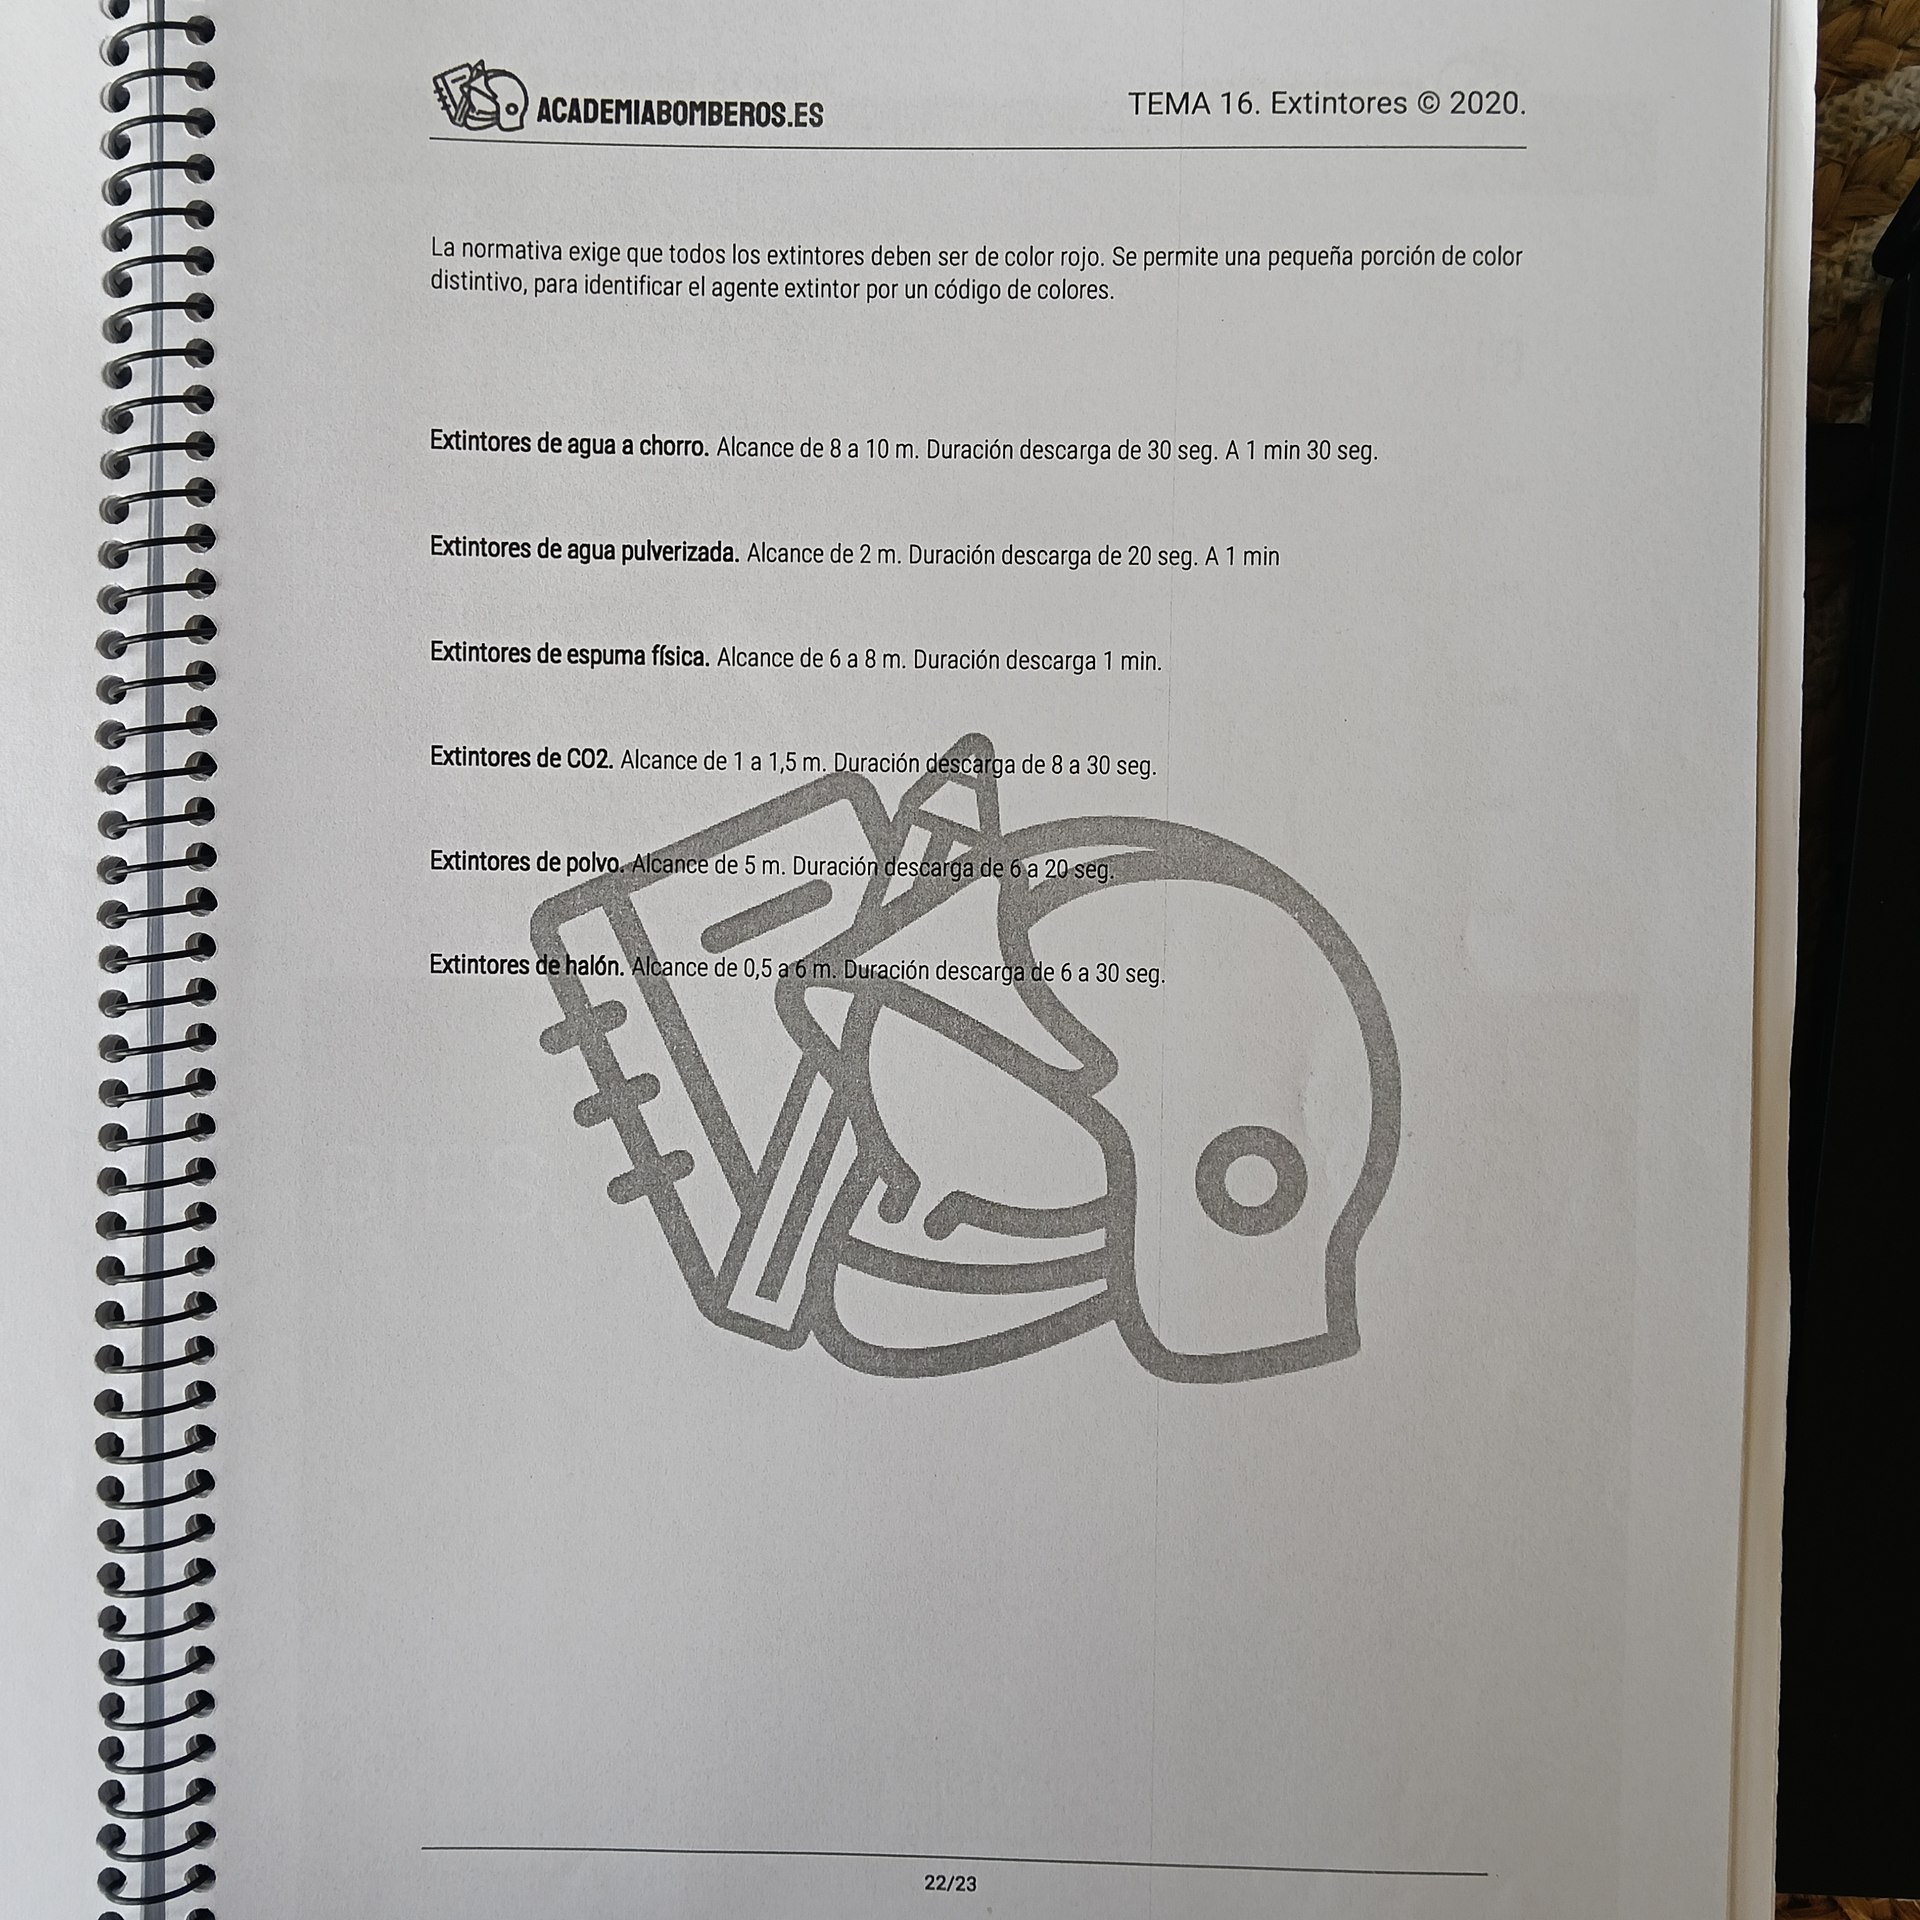 ACADEMIABOMBEROS.ES
TEMA 16. Extintores © 2020.
La normativa exige que todos los extintores deben ser de color rojo. Se permite una pequeña porción de color
distintivo, para identificar el agente extintor por un código de colores.
Extintores de agua a chorro. Alcance de 8 a 10 m. Duración descarga de 30 seg. A 1 min 30 seg.
Extintores de agua pulverizada. Alcance de 2 m. Duración descarga de 20 seg. A 1 min
Extintores de espuma física. Alcance de 6 a 8 m. Duración descarga 1 min.
Extintores de CO2. Alcance de 1 a 1,5 m. Duración descarga de 8 a 30 seg.
Extintores de polvo. Alcance de 5 m. Duración descarga de 6 a 20 seg.
Extintores de halón. Alcance de 0,5 a 6 m. Duración descarga de 6 a 30 seg.
22/23